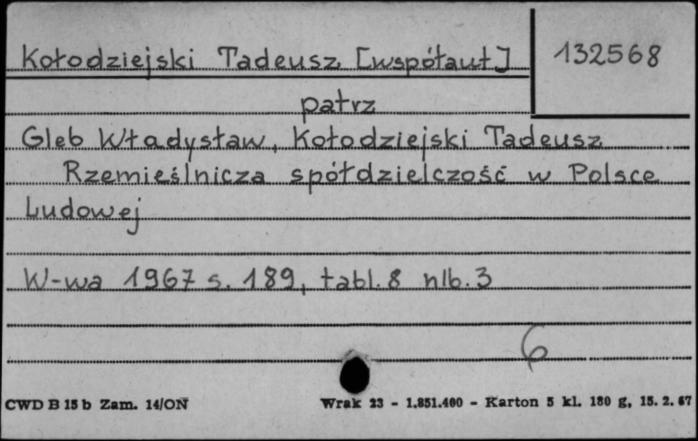 Kołodziejski Tadeusz [współaut]
132568
patrz
Gleb Władysław, Kołodziejski Tadeusz
Rzemieślnicza spółdzielczość w Polsce
Ludowej
W-wa 1967 s. 189, tabl. 8 nlb. 3
6
CWD B 15 b Zam. 14/ON Wrak 23 - 1.851.400 - Karton 5 kl. 180 g, 15. 2. 67